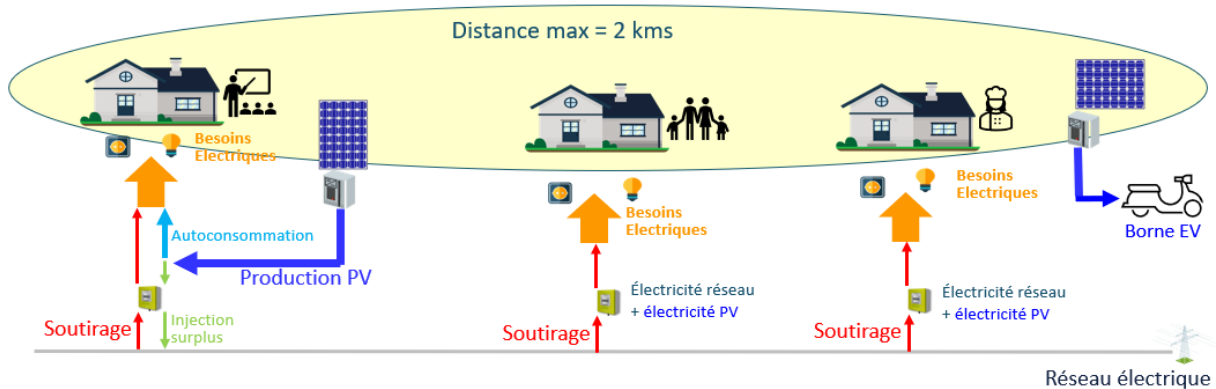 Distance max = 2 kms
Besoins
Electriques
Besoins
Electriques
Besoins
Electriques
Autoconsommation
Production PV
Borne EV
Électricité réseau
+ électricité PV
Électricité réseau
+ électricité PV
Soutirage
Injection
surplus
Soutirage
Soutirage
Réseau électrique